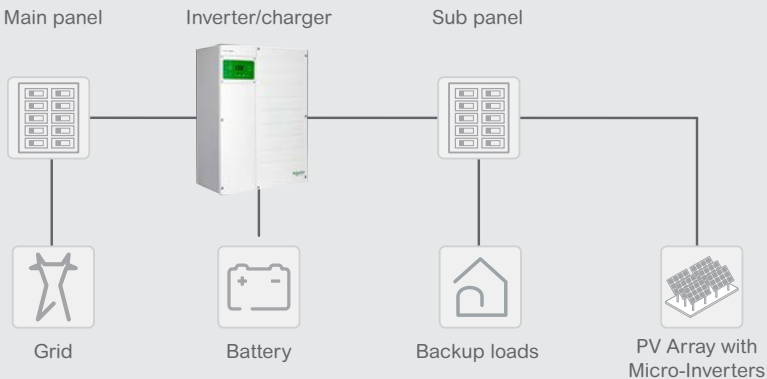 Main panel
Inverter/charger
Sub panel
+ -
Grid
Battery
Backup loads
PV Array with
Micro-Inverters